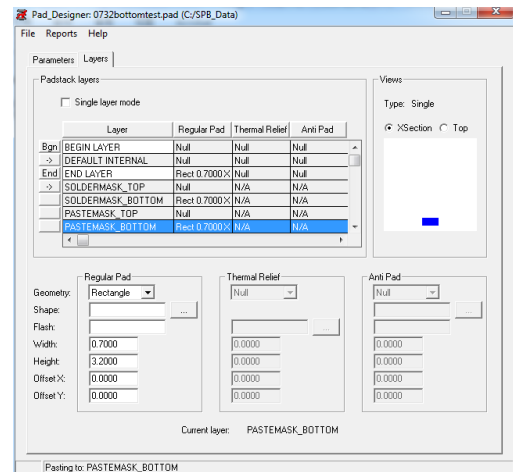 Pad_Designer: 0732bottomtest.pad (C:/SPB_Data)
File Reports Help
Parameters Layers
Padstack layers
Single layer mode
Layer Regular Pad Thermal Relief Anti Pad
Bgn BEGIN LAYER Null Null Null
-> DEFAULT INTERNAL Null Null Null
End END LAYER Rect 0.7000 X Null Null
-> SOLDERMASK_TOP Null N/A N/A
SOLDERMASK_BOTTOM Rect 0.7000 X N/A N/A
PASTEMASK_TOP Null N/A N/A
PASTEMASK_BOTTOM Rect 0.7000 X N/A N/A
Views
Type: Single
XSection Top
Regular Pad Thermal Relief Anti Pad
Geometry: Rectangle Null Null
Shape: ... ...
Flash: ...
Width: 0.7000 0.0000 0.0000
Height: 3.2000 0.0000 0.0000
Offset X: 0.0000 0.0000 0.0000
Offset Y: 0.0000 0.0000 0.0000
Current layer: PASTEMASK_BOTTOM
Pasting to: PASTEMASK_BOTTOM